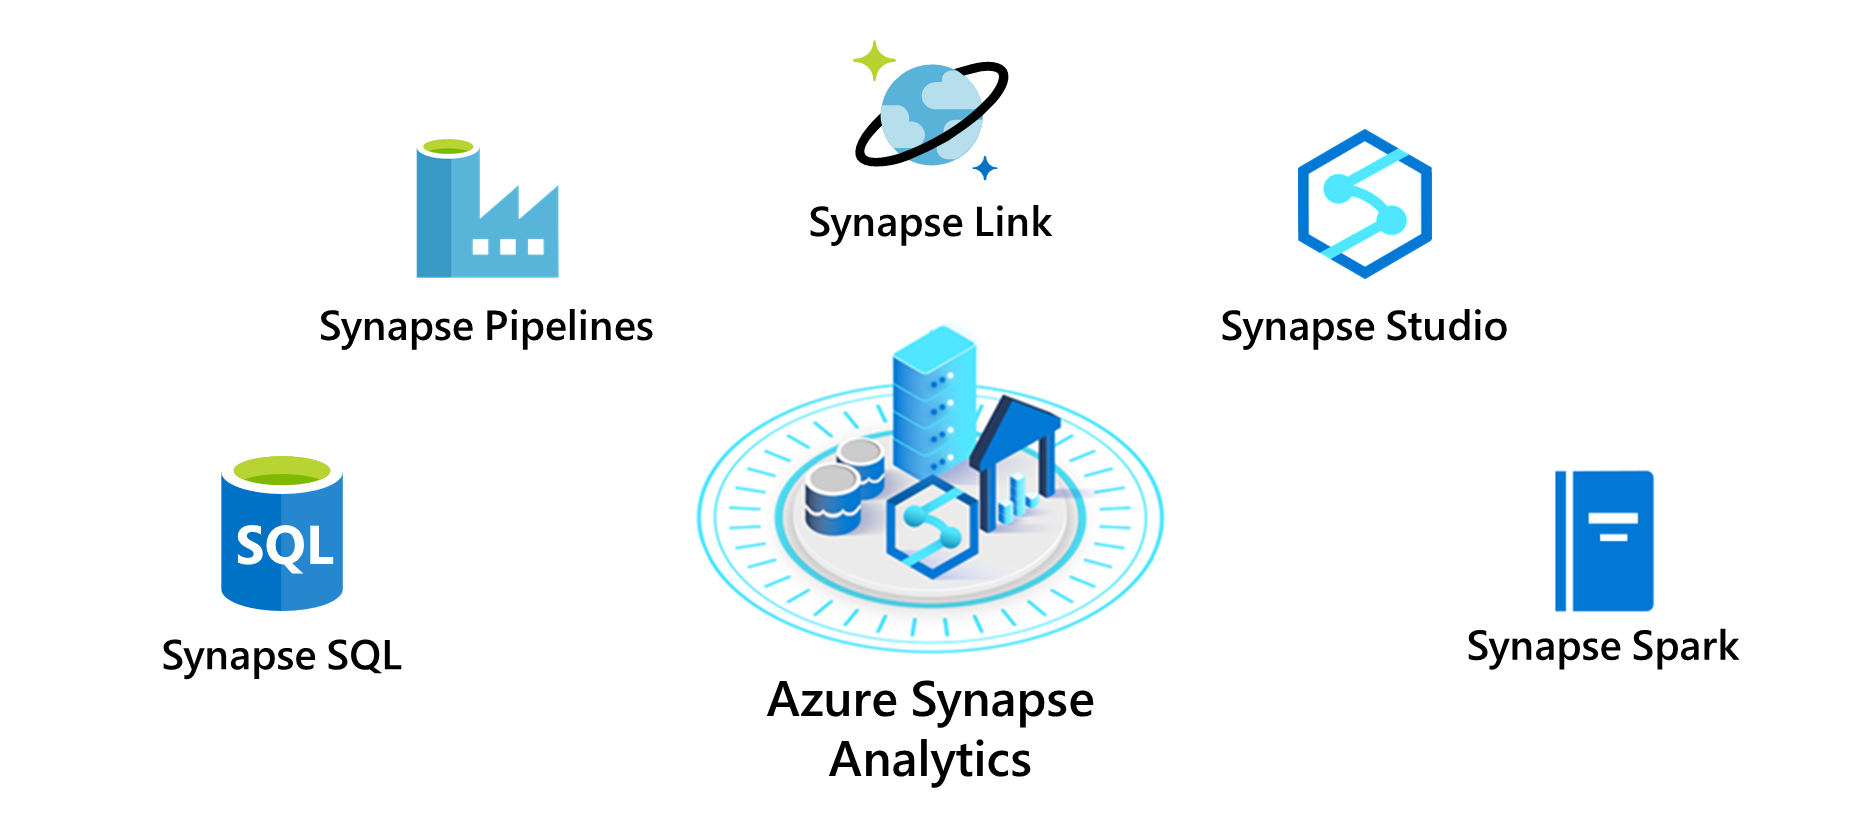 Synapse Link
Synapse Pipelines
Synapse Studio
SQL
Synapse SQL
Synapse Spark
Azure Synapse
Analytics